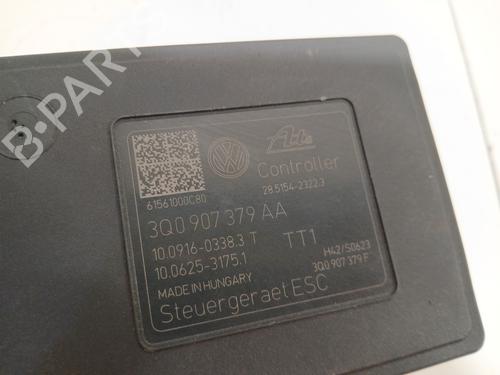 B-PARTS
Ate
Controller
28.5154-2322.3
61561000C80
3Q0 907 379 AA
10.0916-0338.3 T
TT1
10.0625-3175.1
H42/S0623
3Q0 907 379 F
MADE IN HUNGARY
Steuergeraet ESC